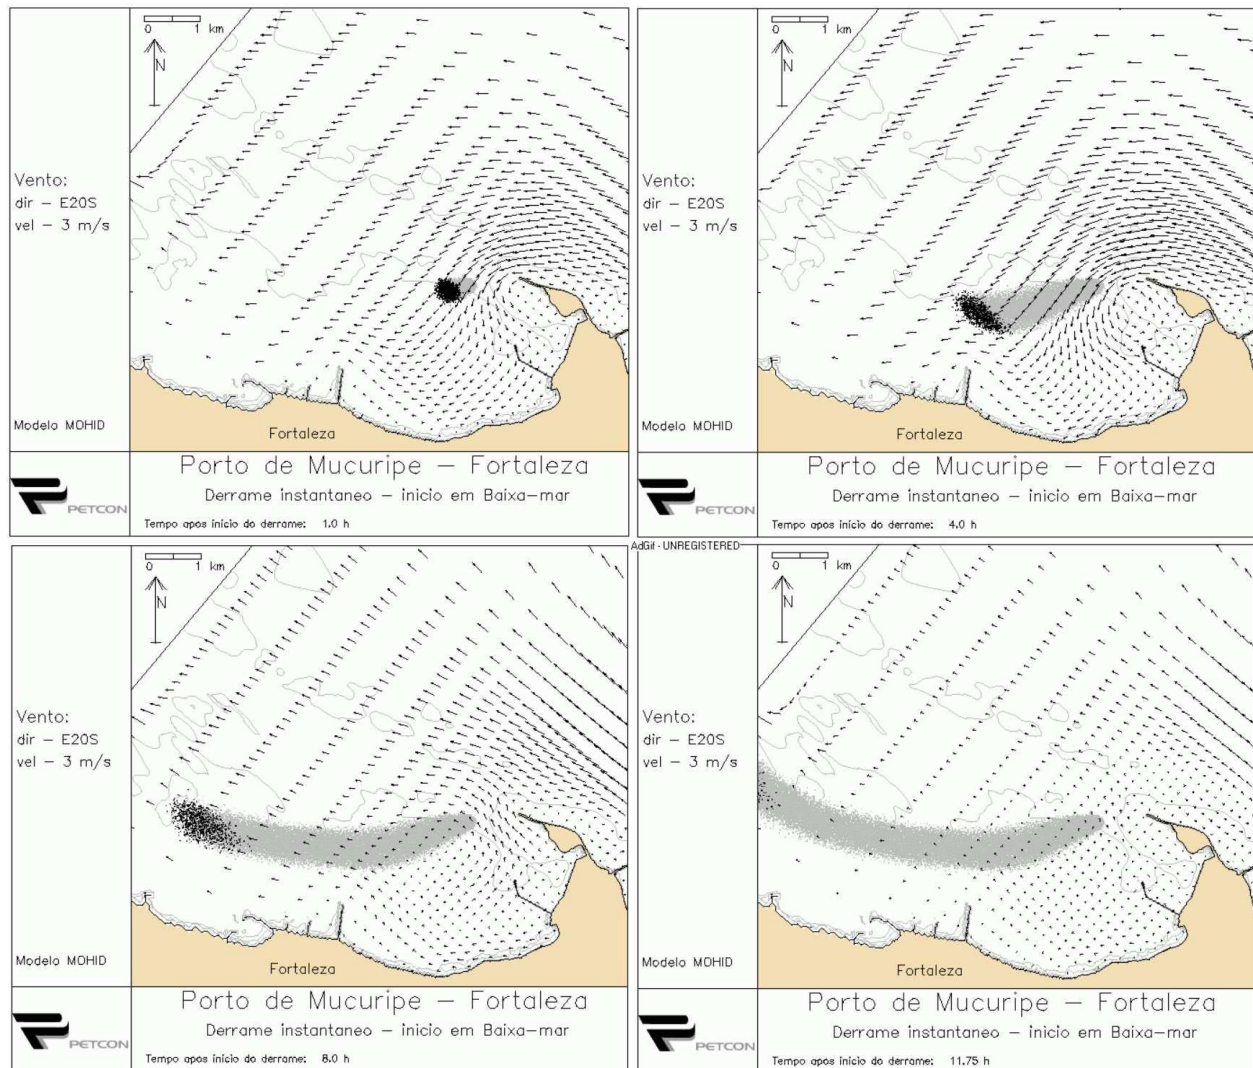 0 1 km
N
Vento:
dir – E20S
vel – 3 m/s
Modelo MOHID
Fortaleza
PETCON
Porto de Mucuripe – Fortaleza
Derrame instantaneo – inicio em Baixa-mar
Tempo apos início do derrame: 1.0 h
0 1 km
N
Vento:
dir – E20S
vel – 3 m/s
Modelo MOHID
Fortaleza
PETCON
Porto de Mucuripe – Fortaleza
Derrame instantaneo – inicio em Baixa-mar
Tempo apos início do derrame: 4.0 h
AdGif - UNREGISTERED
0 1 km
N
Vento:
dir – E20S
vel – 3 m/s
Modelo MOHID
Fortaleza
PETCON
Porto de Mucuripe – Fortaleza
Derrame instantaneo – inicio em Baixa-mar
Tempo apos início do derrame: 8.0 h
0 1 km
N
Vento:
dir – E20S
vel – 3 m/s
Modelo MOHID
Fortaleza
PETCON
Porto de Mucuripe – Fortaleza
Derrame instantaneo – inicio em Baixa-mar
Tempo apos início do derrame: 11.75 h